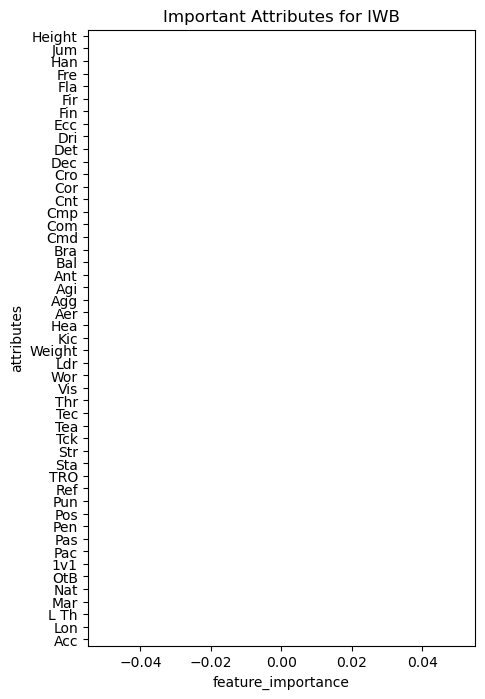 Important Attributes for IWB
Height
Jum
Han
Fre
Fla
Fir
Fin
Ecc
Dri
Det
Dec
Cro
Cor
Cnt
Cmp
Com
Cmd
Bra
Bal
Ant
Agi
Agg
Aer
Hea
Kic
Weight
Ldr
Wor
Vis
Thr
Tec
Tea
Tck
Str
Sta
TRO
Ref
Pun
Pos
Pen
Pas
Pac
1v1
OtB
Nat
Mar
L Th
Lon
Acc
attributes
−0.04 −0.02 0.00 0.02 0.04
feature_importance